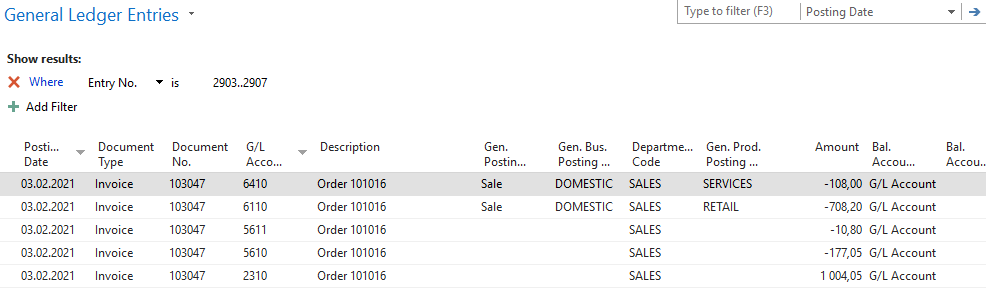 General Ledger Entries
Type to filter (F3) Posting Date
Show results:
Where Entry No. is 2903..2907
Add Filter
Posti... Document Document G/L Description Gen. Gen. Bus. Departme... Gen. Prod. Amount Bal. Bal.
Date Type No. Acco... Postin... Posting ... Code Posting ... Accou... Accou...
03.02.2021 Invoice 103047 6410 Order 101016 Sale DOMESTIC SALES SERVICES -108,00 G/L Account
03.02.2021 Invoice 103047 6110 Order 101016 Sale DOMESTIC SALES RETAIL -708,20 G/L Account
03.02.2021 Invoice 103047 5611 Order 101016 SALES -10,80 G/L Account
03.02.2021 Invoice 103047 5610 Order 101016 SALES -177,05 G/L Account
03.02.2021 Invoice 103047 2310 Order 101016 SALES 1 004,05 G/L Account